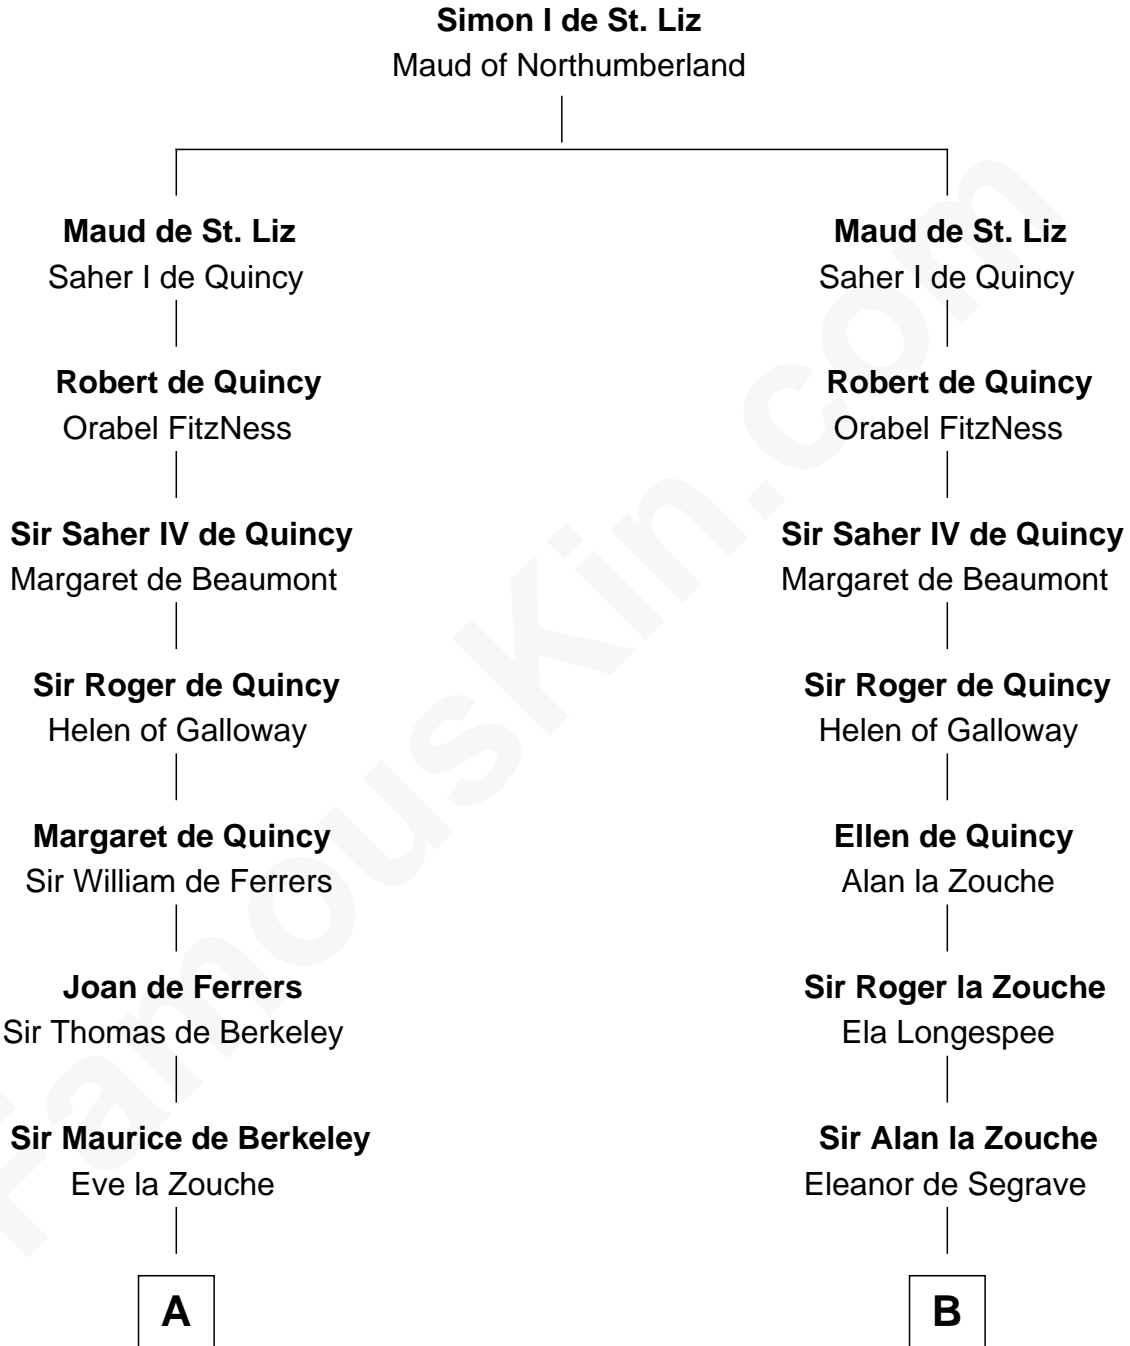 Simon I de St. Liz
Maud of Northumberland
Maud de St. Liz
Saher I de Quincy
Maud de St. Liz
Saher I de Quincy
Robert de Quincy
Orabel FitzNess
Robert de Quincy
Orabel FitzNess
Sir Saher IV de Quincy
Margaret de Beaumont
Sir Saher IV de Quincy
Margaret de Beaumont
Sir Roger de Quincy
Helen of Galloway
Sir Roger de Quincy
Helen of Galloway
Margaret de Quincy
Sir William de Ferrers
Ellen de Quincy
Alan la Zouche
Joan de Ferrers
Sir Thomas de Berkeley
Sir Roger la Zouche
Ela Longespee
Sir Maurice de Berkeley
Eve la Zouche
Sir Alan la Zouche
Eleanor de Segrave
A
B
FamousKin.com